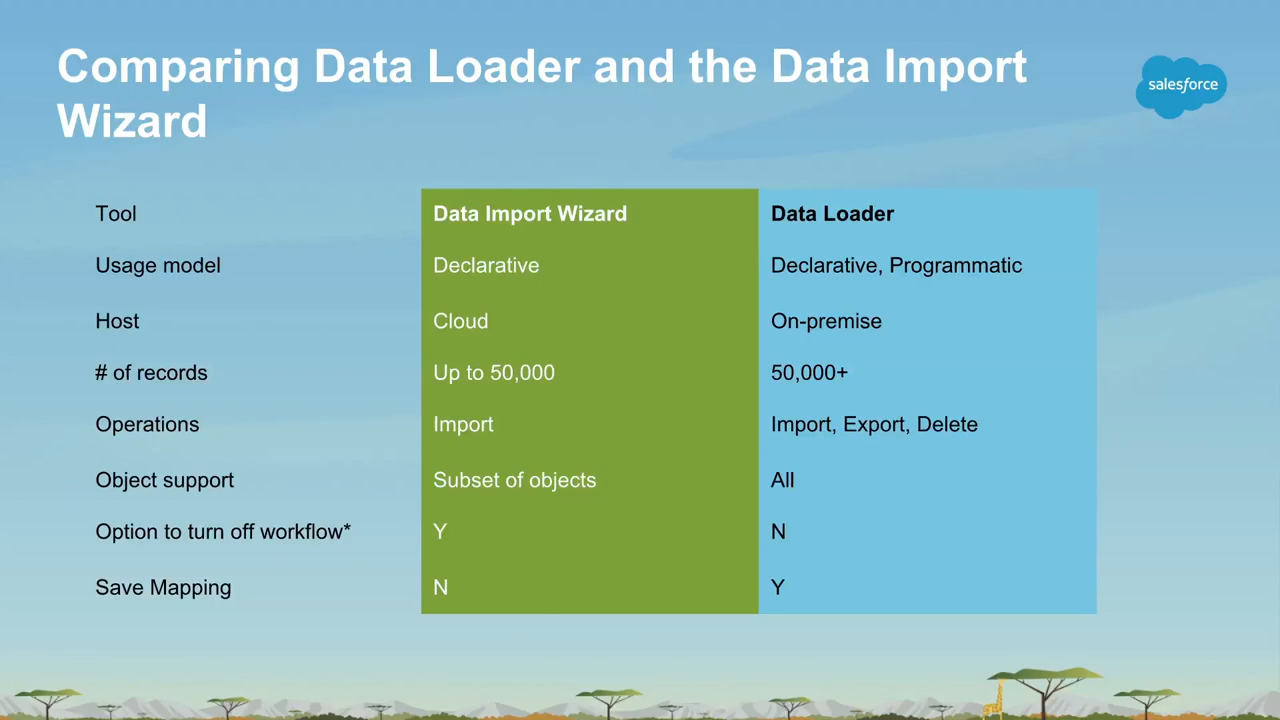 Comparing Data Loader and the Data Import
Wizard
salesforce
Tool Data Import Wizard Data Loader
Usage model Declarative Declarative, Programmatic
Host Cloud On-premise
# of records Up to 50,000 50,000+
Operations Import Import, Export, Delete
Object support Subset of objects All
Option to turn off workflow* Y N
Save Mapping N Y